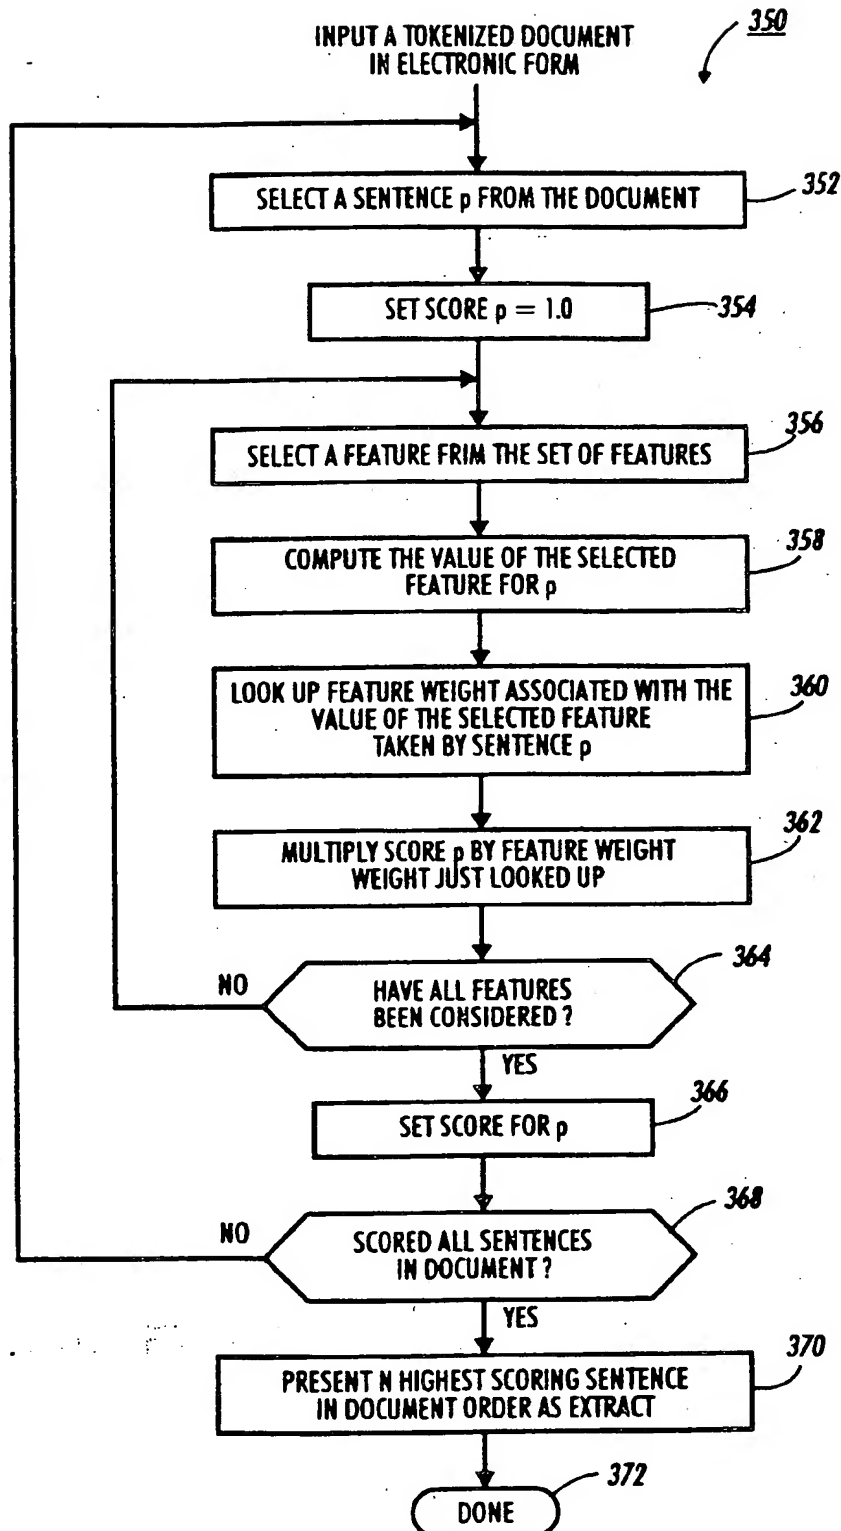 350
INPUT A TOKENIZED DOCUMENT
IN ELECTRONIC FORM
SELECT A SENTENCE p FROM THE DOCUMENT
352
SET SCORE p = 1.0
354
356
SELECT A FEATURE FRIM THE SET OF FEATURES
358
COMPUTE THE VALUE OF THE SELECTED
FEATURE FOR p
360
LOOK UP FEATURE WEIGHT ASSOCIATED WITH THE
VALUE OF THE SELECTED FEATURE
TAKEN BY SENTENCE p
362
MULTIPLY SCORE p BY FEATURE WEIGHT
WEIGHT JUST LOOKED UP
364
NO
HAVE ALL FEATURES
BEEN CONSIDERED ?
YES
366
SET SCORE FOR p
368
NO
SCORED ALL SENTENCES
IN DOCUMENT ?
YES
370
PRESENT N HIGHEST SCORING SENTENCE
IN DOCUMENT ORDER AS EXTRACT
372
DONE